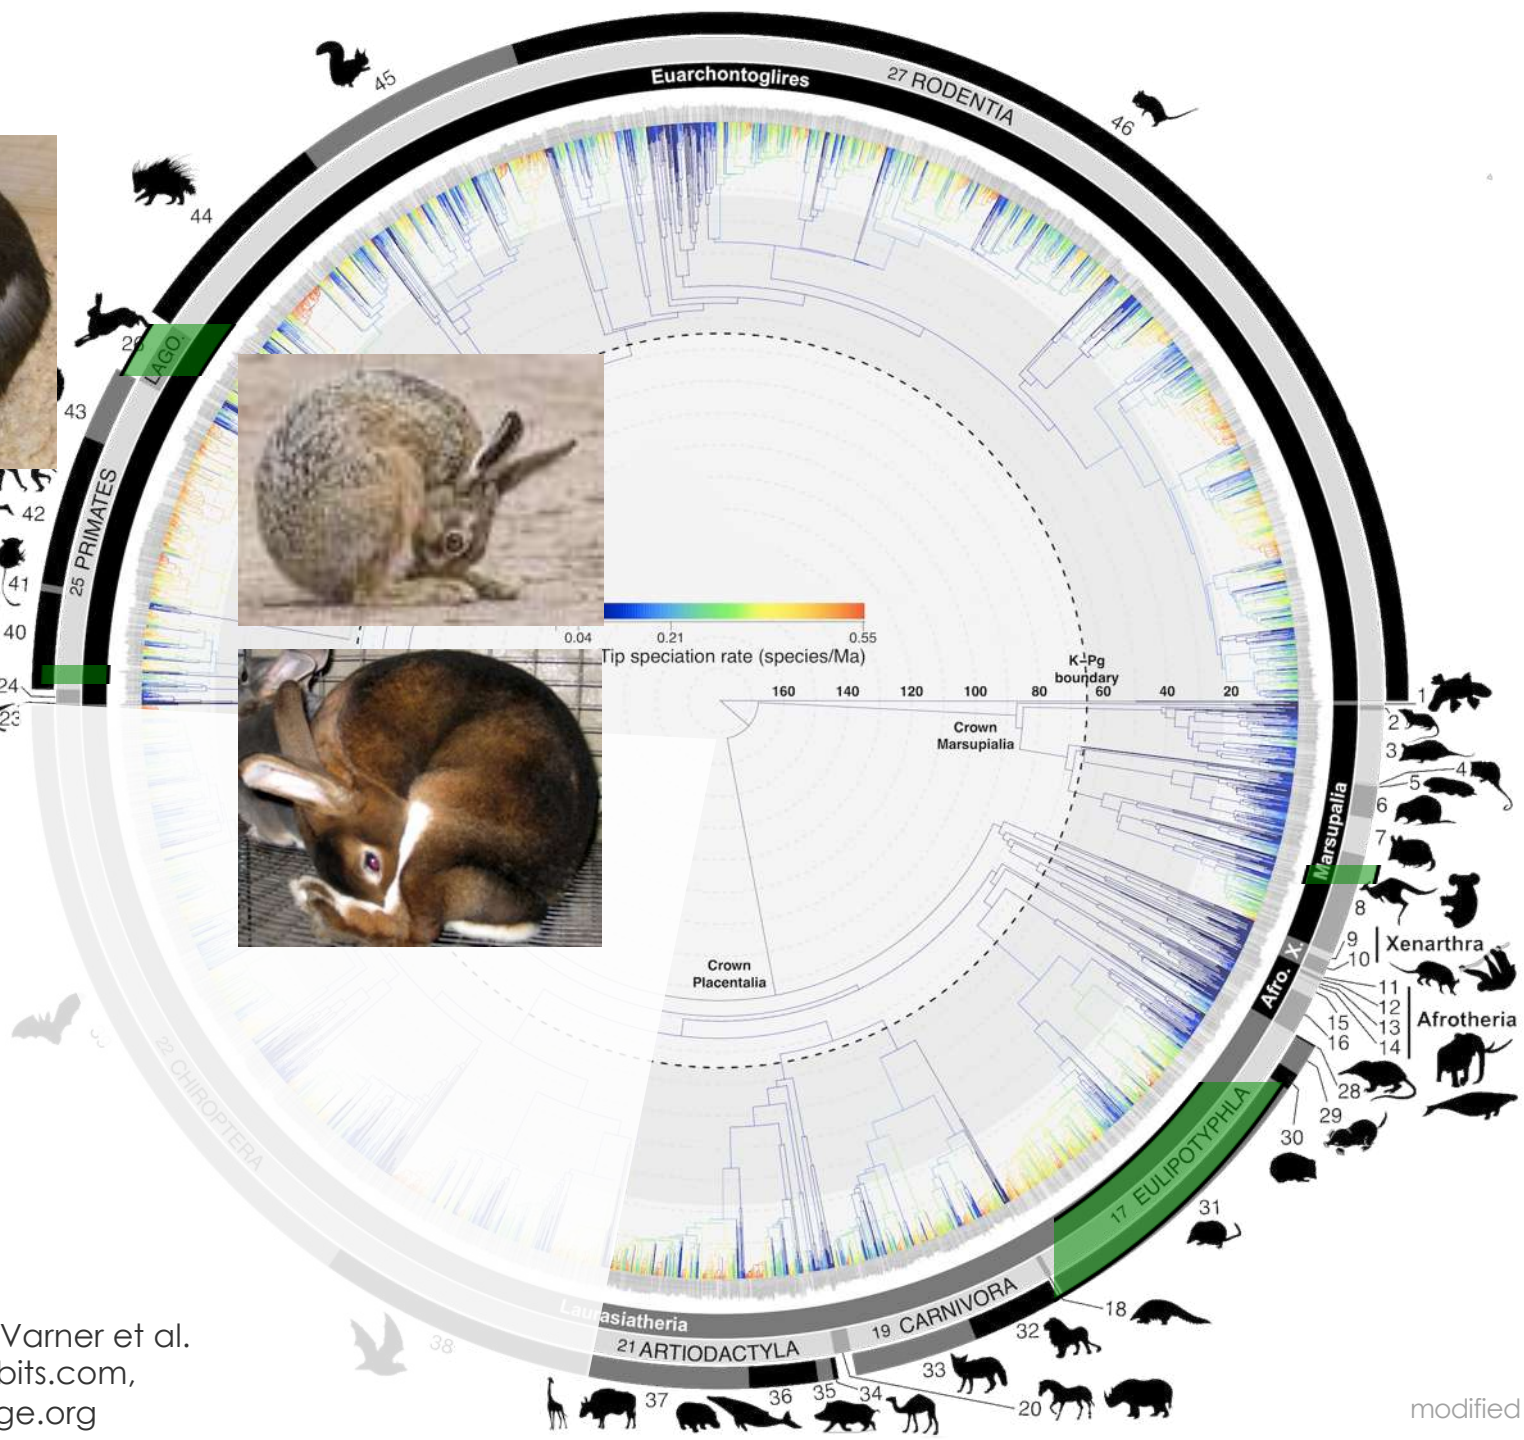 Euarchontoglires
27 RODENTIA
45
46
44
26
LAGO.
43
42
25 PRIMATES
41
40
24
23
0.04 0.21 0.55
Tip speciation rate (species/Ma)
K–Pg
boundary
160 140 120 100 80 60 40 20
Crown
Marsupialia
Crown
Placentalia
1
2
3
4
5
6
7
Marsupalia
8
9
10
Xenarthra
X.
Afro.
11
12
13
14
15
16
Afrotheria
28
29
30
17 EULIPOTYPHLA
31
18
19 CARNIVORA
32
33
20
Laurasiatheria
21 ARTIODACTYLA
34
35
36
37
38
22 CHIROPTERA
Varner et al.
bits.com,
ge.org
modified